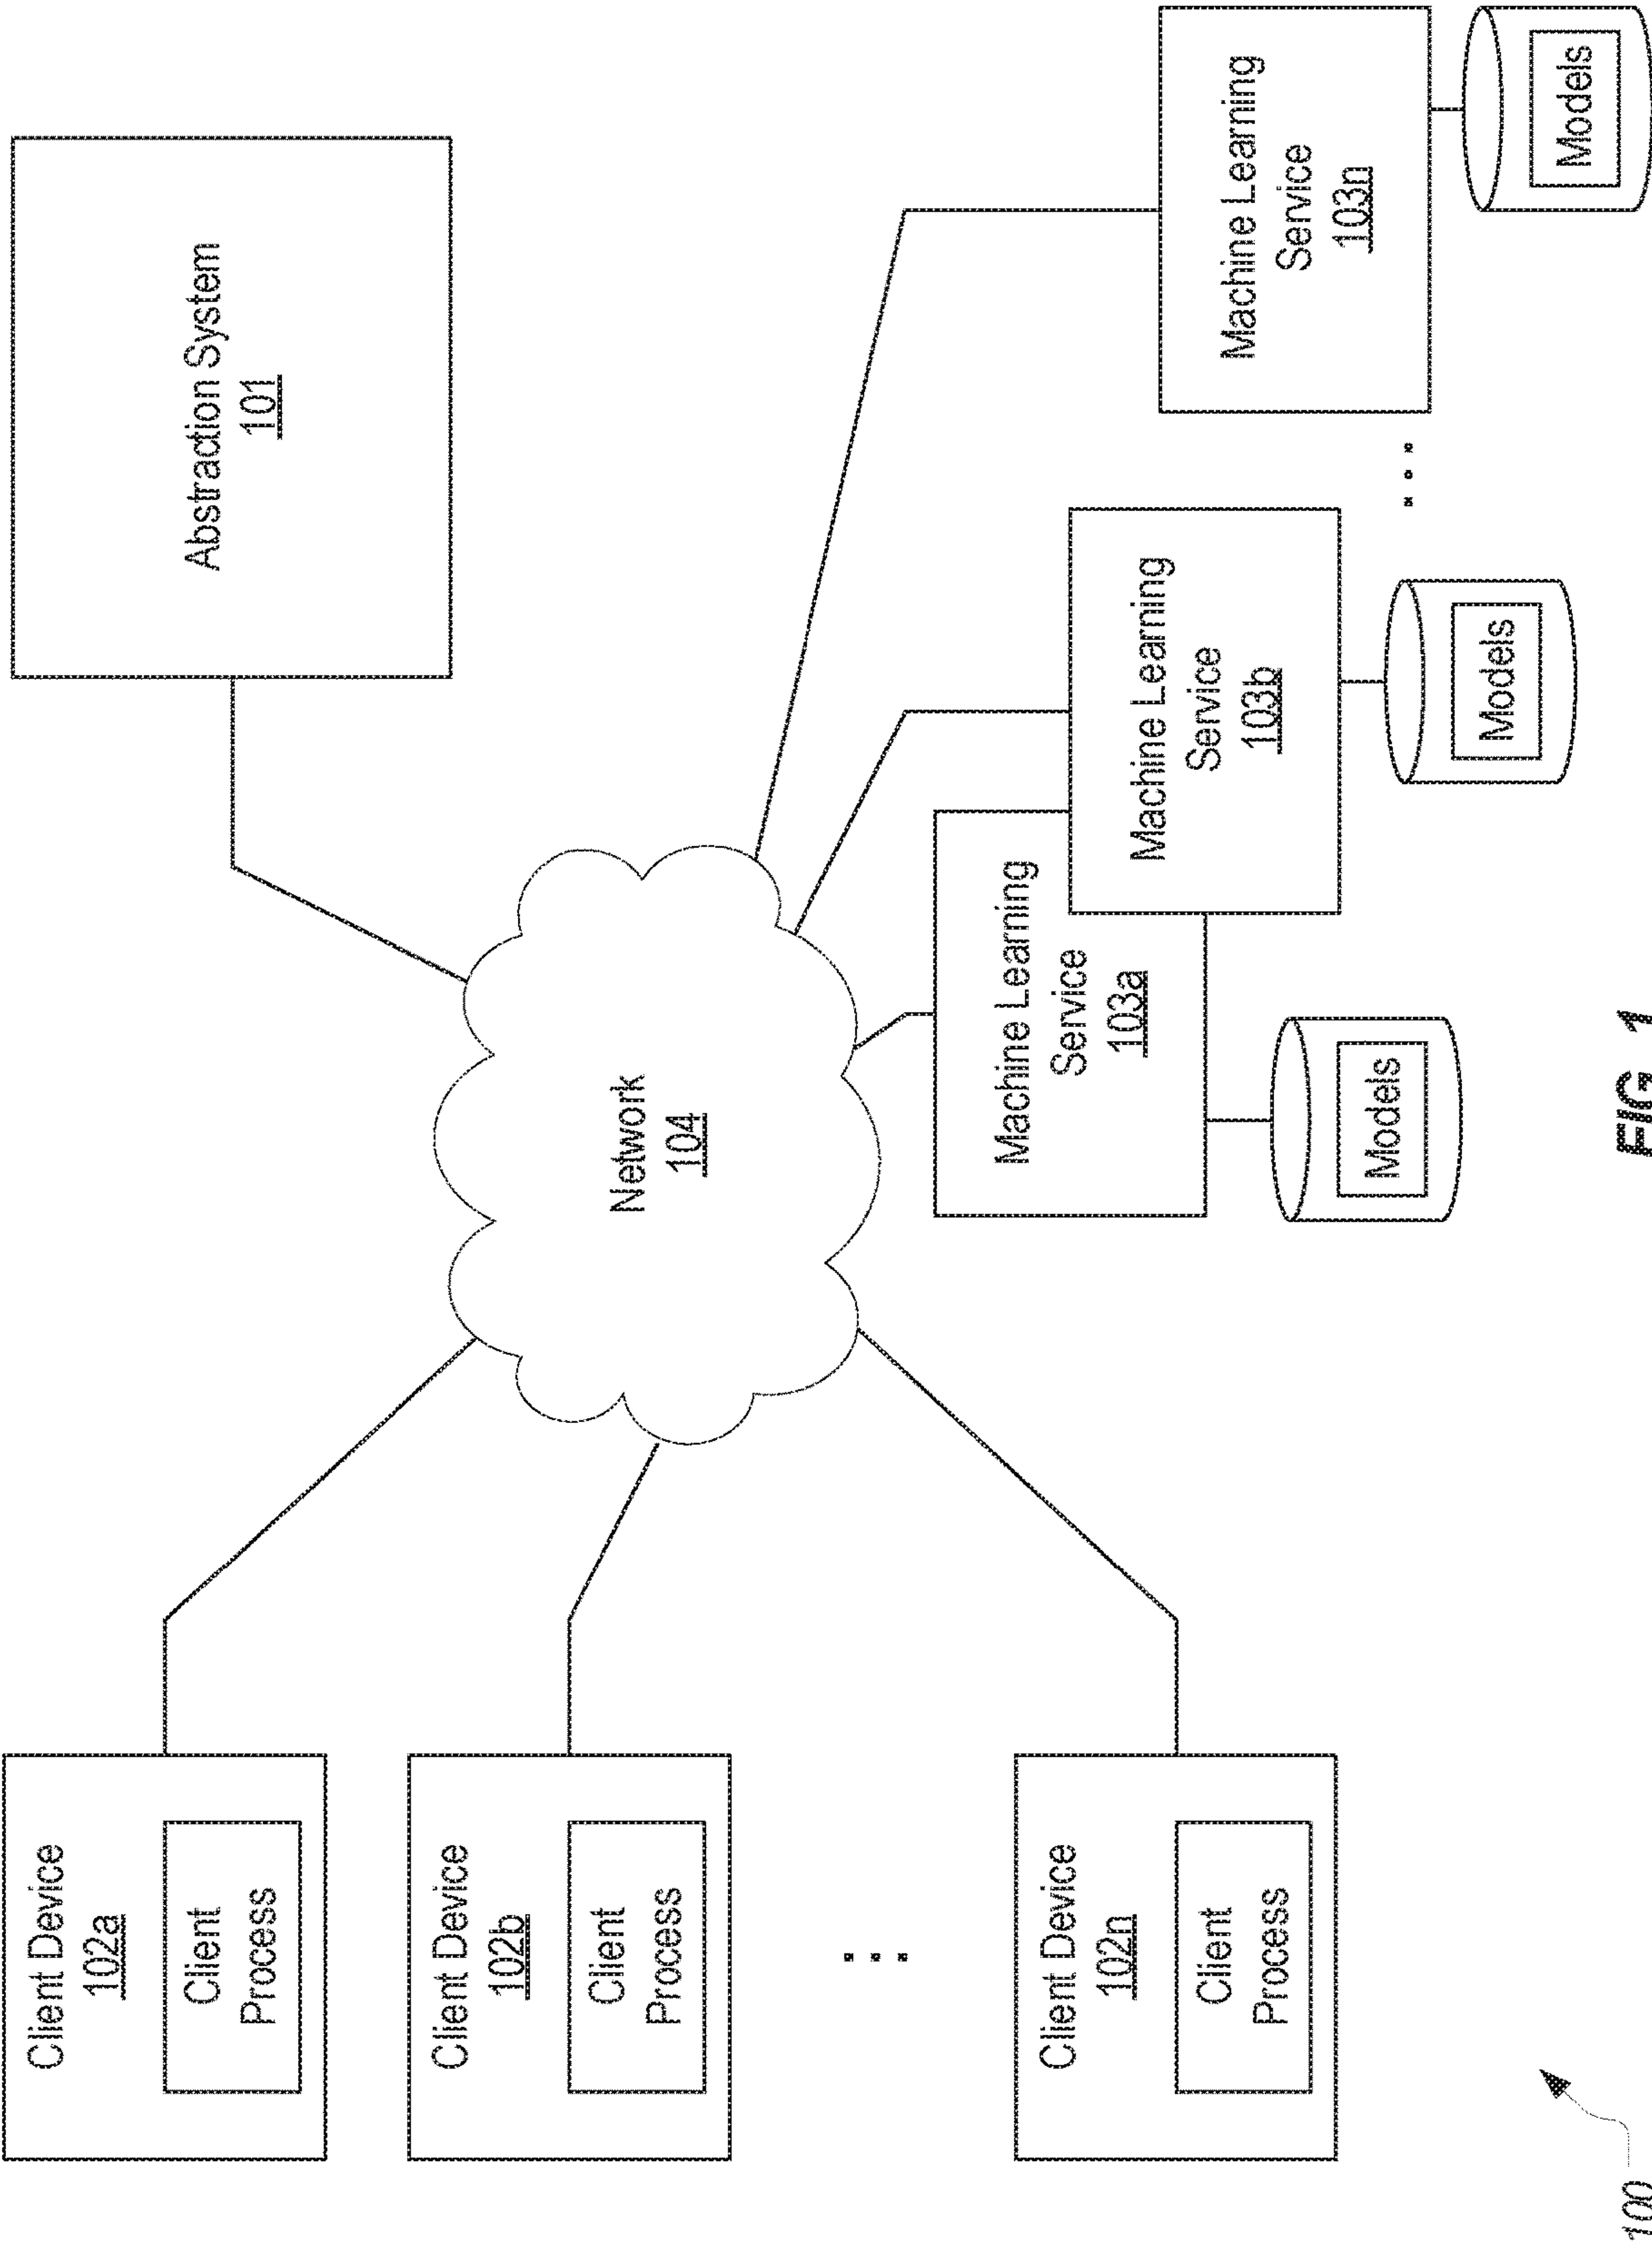 Client Device
102a
Client
Process
Client Device
102b
Client
Process
. . .
Client Device
102n
Client
Process
Network
104
Abstraction System
101
Machine Learning
Service
103a
Models
Machine Learning
Service
103b
Models
. . .
Machine Learning
Service
103n
Models
100
FIG. 1